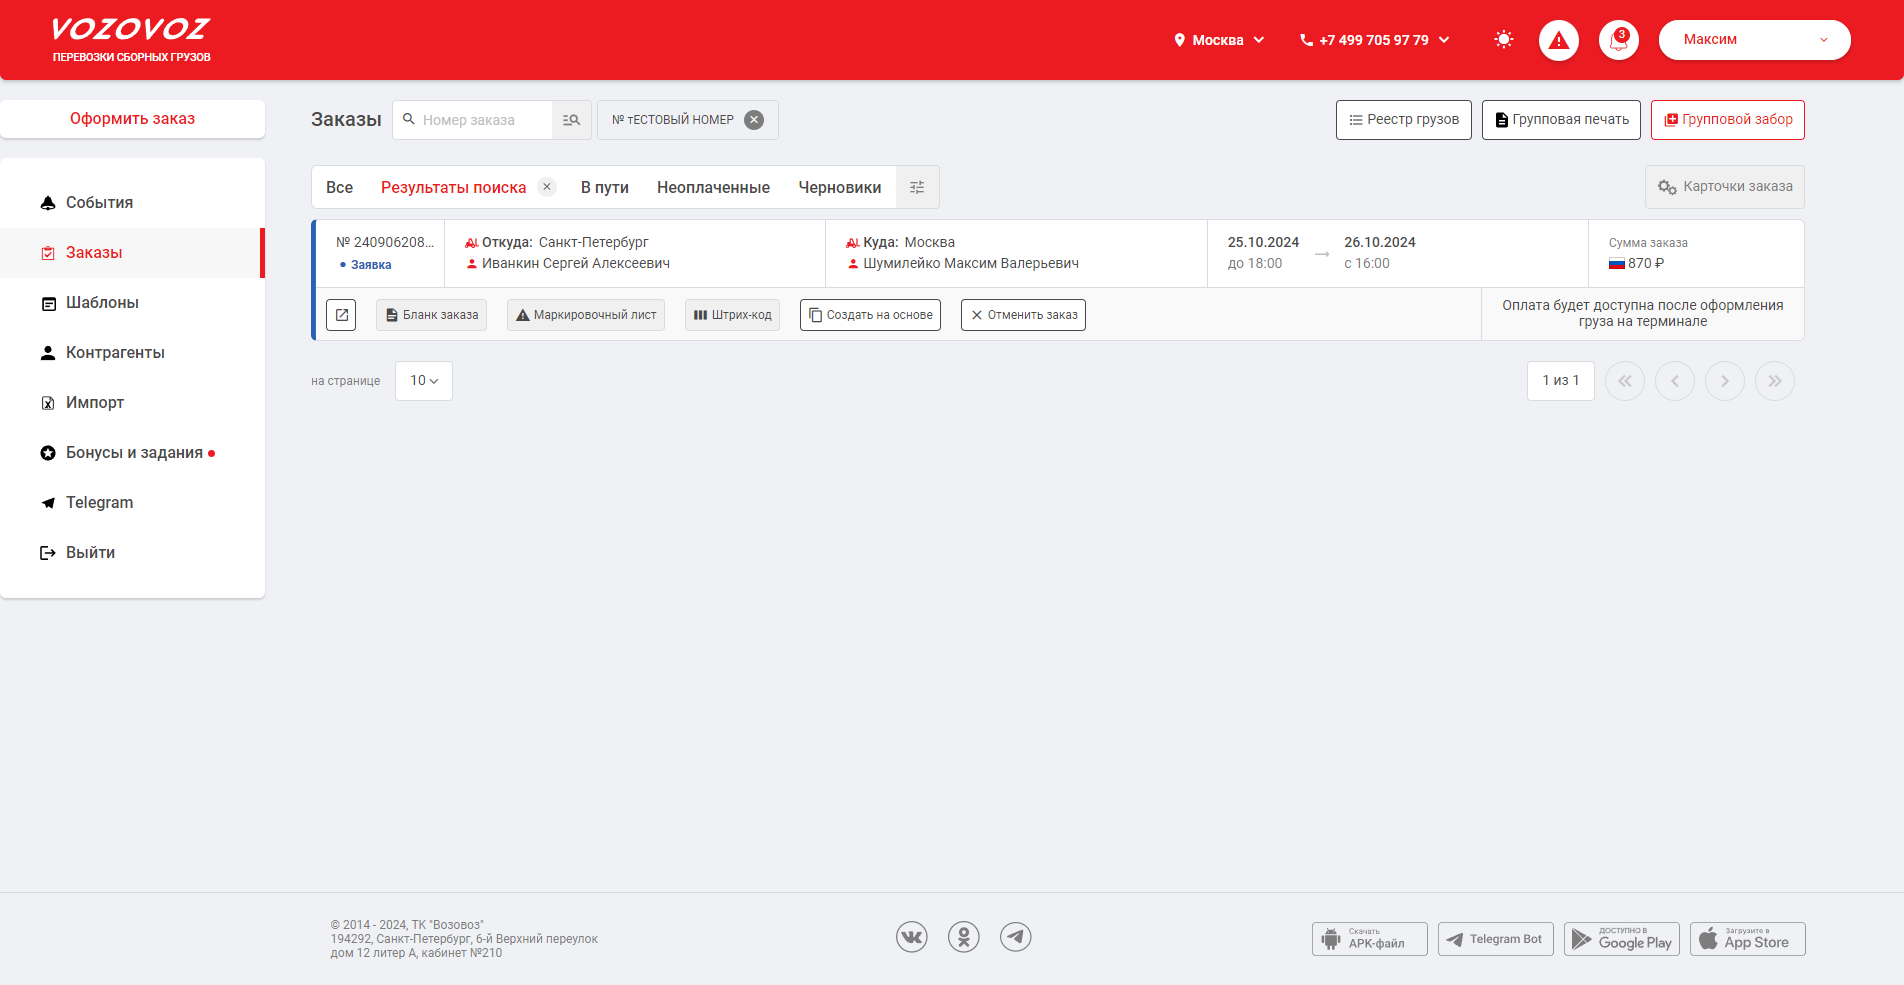 VOZOVOZ
ПЕРЕВОЗКИ СБОРНЫХ ГРУЗОВ
Москва
+7 499 705 97 79
3
Максим
Оформить заказ
События
Заказы
Шаблоны
Контрагенты
Импорт
Бонусы и задания
Telegram
Выйти
Заказы
Номер заказа
№ тЕСТОВЫЙ НОМЕР
Реестр грузов
Групповая печать
Групповой забор
Все
Результаты поиска
В пути
Неоплаченные
Черновики
Карточки заказа
№ 240906208...
Заявка
Откуда: Санкт-Петербург
Иванкин Сергей Алексеевич
Куда: Москва
Шумилейко Максим Валерьевич
25.10.2024
до 18:00
26.10.2024
с 16:00
Сумма заказа
870 ₽
Бланк заказа
Маркировочный лист
Штрих-код
Создать на основе
Отменить заказ
Оплата будет доступна после оформления
груза на терминале
на странице
10
1 из 1
© 2014 - 2024, ТК "Возовоз"
194292, Санкт-Петербург, 6-й Верхний переулок
дом 12 литер А, кабинет №210
Скачать
APK-файл
Telegram Bot
ДОСТУПНО В
Google Play
Загрузите в
App Store